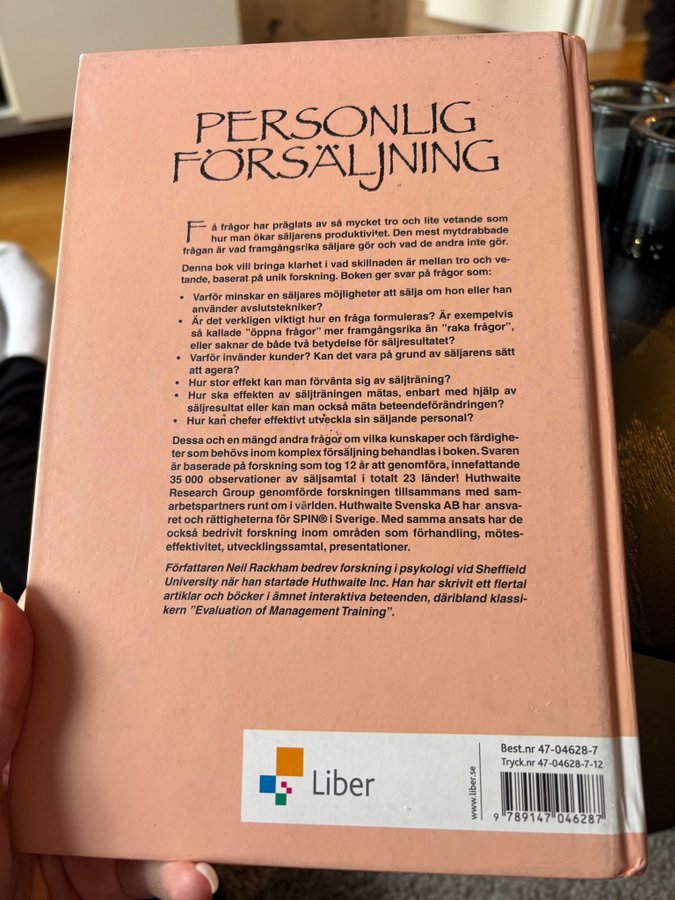 PERSONLIG
FÖRSÄLJNING
Få frågor har präglats av så mycket tro och lite vetande som
hur man ökar säljarens produktivitet. Den mest mytdrabbade
frågan är vad framgångsrika säljare gör och vad de andra inte gör.
Denna bok vill bringa klarhet i vad skillnaden är mellan tro och ve-
tande, baserat på unik forskning. Boken ger svar på frågor som:
• Varför minskar en säljares möjligheter att sälja om hon eller han
använder avslutstekniker?
• Är det verkligen viktigt hur en fråga formuleras? Är exempelvis
så kallade "öppna frågor" mer framgångsrika än "raka frågor",
eller saknar de både två betydelse för säljresultatet?
• Varför invänder kunder? Kan det vara på grund av säljarens sätt
att agera?
• Hur stor effekt kan man förvänta sig av säljträning?
• Hur ska effekten av säljträningen mätas, enbart med hjälp av
säljresultat eller kan man också mäta beteendeförändringen?
• Hur kan chefer effektivt utveckla sin säljande personal?
Dessa och en mängd andra frågor om vilka kunskaper och färdighe-
ter som behövs inom komplex försäljning behandlas i boken. Svaren
är baserade på forskning som tog 12 år att genomföra, innefattande
35 000 observationer av säljsamtal i totalt 23 länder! Huthwaite
Research Group genomförde forskningen tillsammans med sam-
arbetspartners runt om i världen. Huthwaite Svenska AB har ansva-
ret och rättigheterna för SPIN® i Sverige. Med samma ansats har de
också bedrivit forskning inom områden som förhandling, mötes-
effektivitet, utvecklingssamtal, presentationer.
Författaren Neil Rackham bedrev forskning i psykologi vid Sheffield
University när han startade Huthwaite Inc. Han har skrivit ett flertal
artiklar och böcker i ämnet interaktiva beteenden, däribland klassi-
kern "Evaluation of Management Training".
Liber
www.liber.se
Best.nr 47-04628-7
Tryck.nr 47-04628-7-12
9 789147 046287